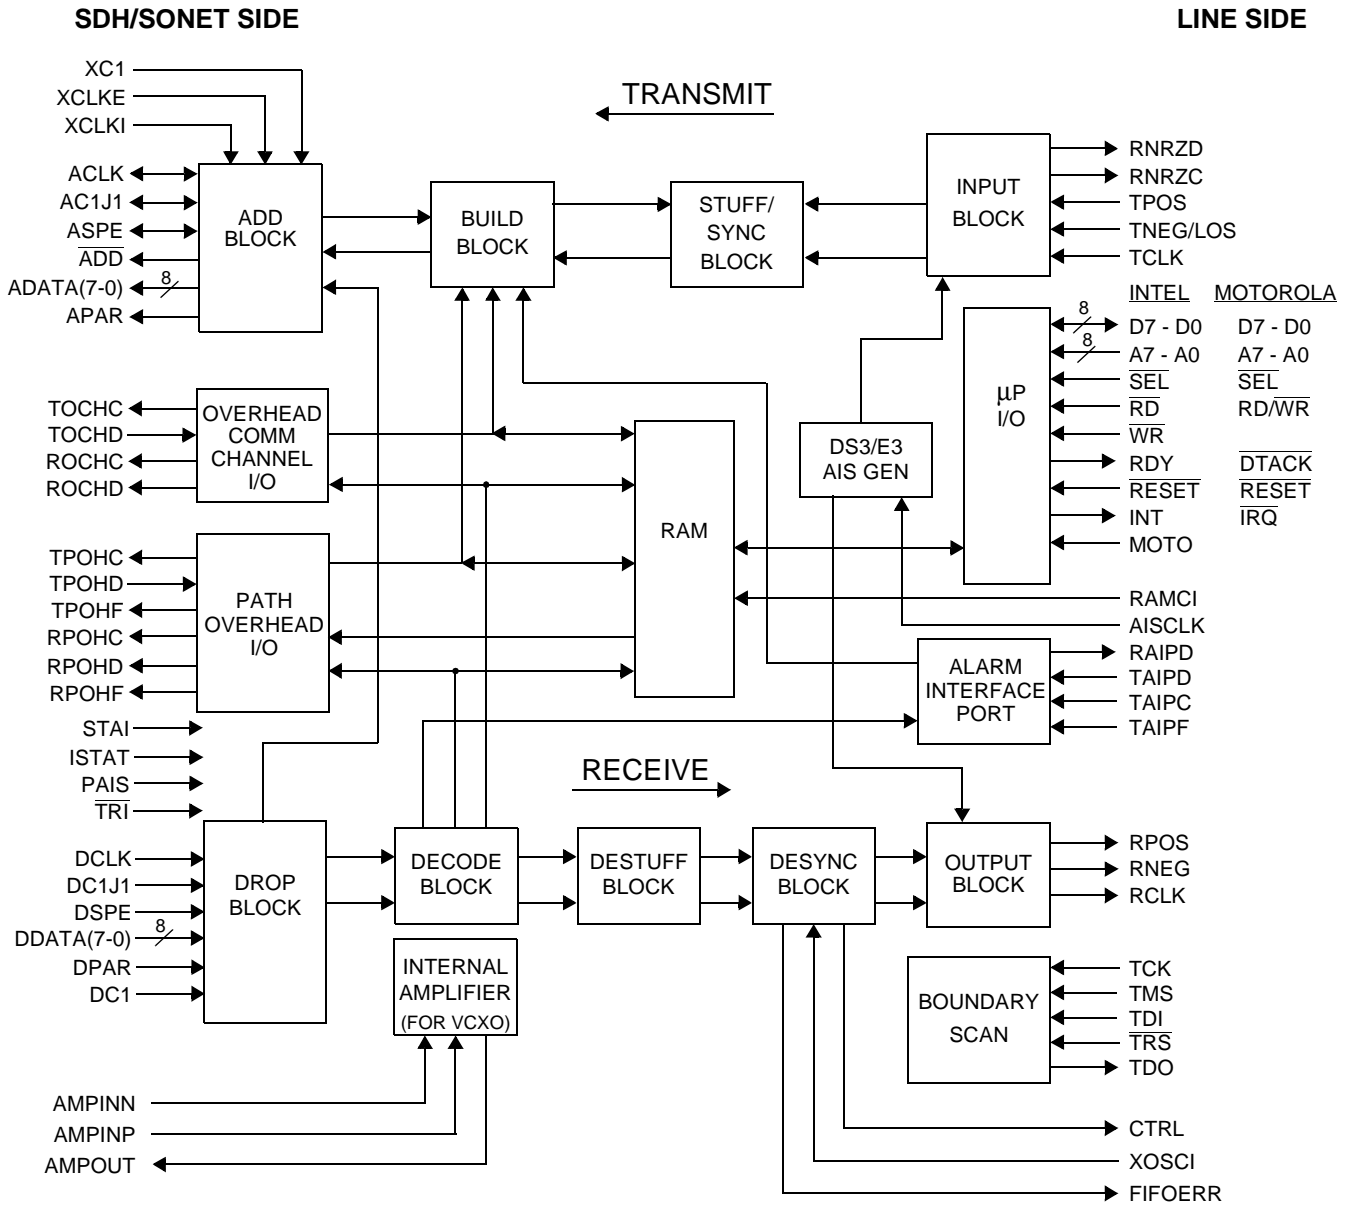 SDH/SONET SIDE
LINE SIDE
XC1
XCLKE
XCLKI
TRANSMIT
ACLK
AC1J1
ASPE
ADD
ADATA(7-0)
8
APAR
ADD
BLOCK
BUILD
BLOCK
STUFF/
SYNC
BLOCK
INPUT
BLOCK
RNRZD
RNRZC
TPOS
TNEG/LOS
TCLK
INTEL MOTOROLA
8
D7 - D0 D7 - D0
8
A7 - A0 A7 - A0
SEL SEL
RD RD/WR
WR
RDY DTACK
RESET RESET
INT IRQ
MOTO
µP
I/O
TOCHC
TOCHD
ROCHC
ROCHD
OVERHEAD
COMM
CHANNEL
I/O
DS3/E3
AIS GEN
RAM
TPOHC
TPOHD
TPOHF
RPOHC
RPOHD
RPOHF
PATH
OVERHEAD
I/O
RAMCI
AISCLK
RAIPD
TAIPD
TAIPC
TAIPF
ALARM
INTERFACE
PORT
STAI
ISTAT
PAIS
TRI
RECEIVE
DCLK
DC1J1
DSPE
DDATA(7-0)
8
DPAR
DC1
DROP
BLOCK
DECODE
BLOCK
DESTUFF
BLOCK
DESYNC
BLOCK
OUTPUT
BLOCK
RPOS
RNEG
RCLK
INTERNAL
AMPLIFIER
(FOR VCXO)
BOUNDARY
SCAN
TCK
TMS
TDI
TRS
TDO
AMPINN
AMPINP
AMPOUT
CTRL
XOSCI
FIFOERR